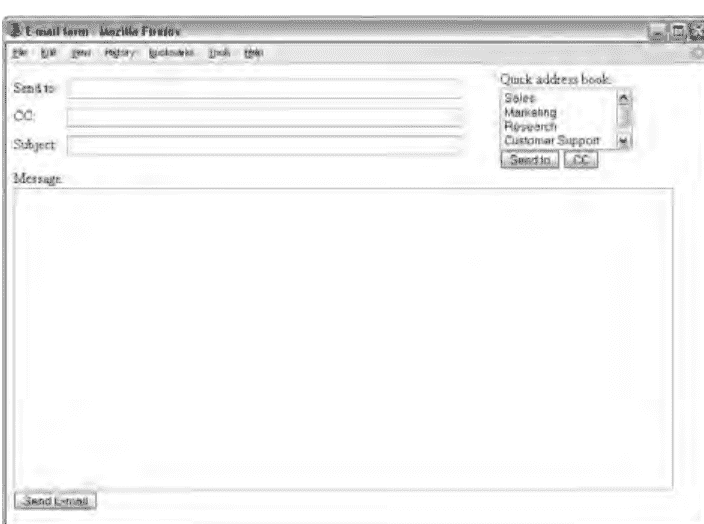 E-mail form - Mozilla Firefox
File Edit View History Bookmarks Tools Help
Send to:
CC:
Subject:
Quick address book:
Sales
Marketing
Research
Customer Support
Send to CC
Message:
Send E-mail